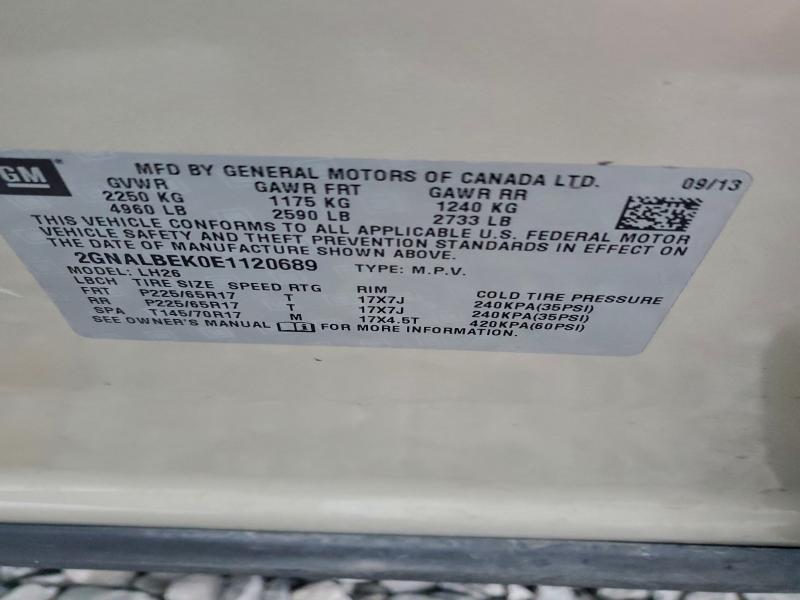 GM
MFD BY GENERAL MOTORS OF CANADA LTD. 09/13
GVWR GAWR FRT GAWR RR
2250 KG 1175 KG 1240 KG
4960 LB 2590 LB 2733 LB
THIS VEHICLE CONFORMS TO ALL APPLICABLE U.S. FEDERAL MOTOR
VEHICLE SAFETY AND THEFT PREVENTION STANDARDS IN EFFECT ON
THE DATE OF MANUFACTURE SHOWN ABOVE.
2GNALBEK0E1120689 TYPE: M.P.V.
MODEL: LH26
LBCH TIRE SIZE SPEED RTG RIM COLD TIRE PRESSURE
FRT P225/65R17 T 17X7J 240KPA(35PSI)
RR P225/65R17 T 17X7J 240KPA(35PSI)
SPA T145/70R17 M 17X4.5T 420KPA(60PSI)
SEE OWNER'S MANUAL FOR MORE INFORMATION.